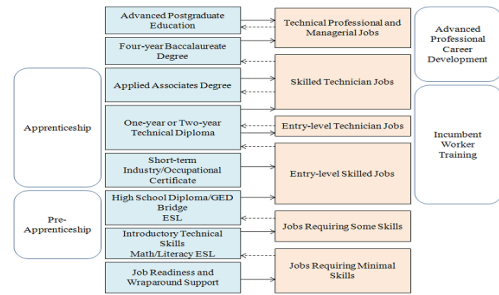 Advanced Postgraduate
Education
Four-year Baccalaureate
Degree
Applied Associates Degree
One-year or Two-year
Technical Diploma
Short-term
Industry/Occupational
Certificate
High School Diploma/GED
Bridge
ESL
Introductory Technical
Skills
Math/Literacy ESL
Job Readiness and
Wraparound Support
Apprenticeship
Pre-
Apprenticeship
Technical Professional and
Managerial Jobs
Skilled Technician Jobs
Entry-level Technician Jobs
Entry-level Skilled Jobs
Jobs Requiring Some Skills
Jobs Requiring Minimal
Skills
Advanced
Professional
Career
Development
Incumbent
Worker
Training